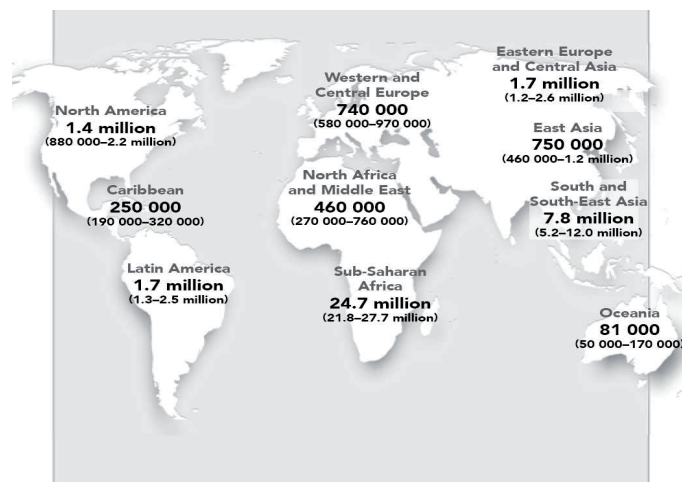 North America
1.4 million
(880 000–2.2 million)
Caribbean
250 000
(190 000–320 000)
Latin America
1.7 million
(1.3–2.5 million)
Western and
Central Europe
740 000
(580 000–970 000)
North Africa
and Middle East
460 000
(270 000–760 000)
Sub-Saharan
Africa
24.7 million
(21.8–27.7 million)
Eastern Europe
and Central Asia
1.7 million
(1.2–2.6 million)
East Asia
750 000
(460 000–1.2 million)
South and
South-East Asia
7.8 million
(5.2–12.0 million)
Oceania
81 000
(50 000–170 000)